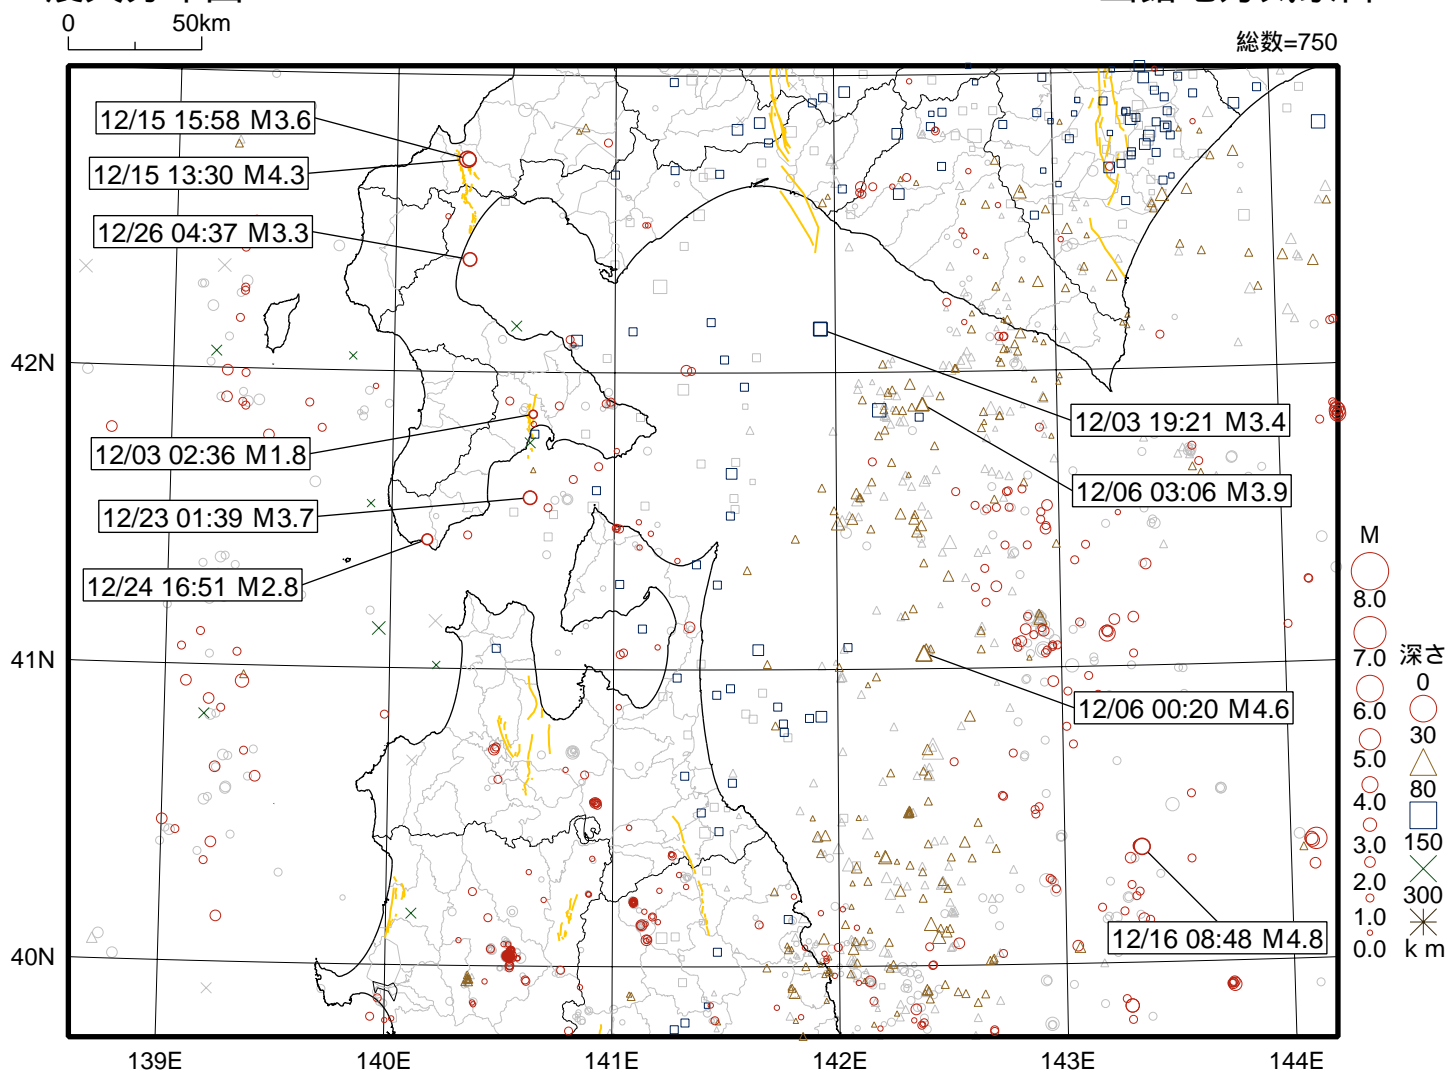 0 50km
総数=750
12/15 15:58 M3.6
12/15 13:30 M4.3
12/26 04:37 M3.3
42N
12/03 19:21 M3.4
12/03 02:36 M1.8
12/06 03:06 M3.9
12/23 01:39 M3.7
12/24 16:51 M2.8
41N
12/06 00:20 M4.6
12/16 08:48 M4.8
40N
139E 140E 141E 142E 143E 144E
M
8.0
7.0
6.0
5.0
4.0
3.0
2.0
1.0
0.0
深さ
0
30
80
150
300
km